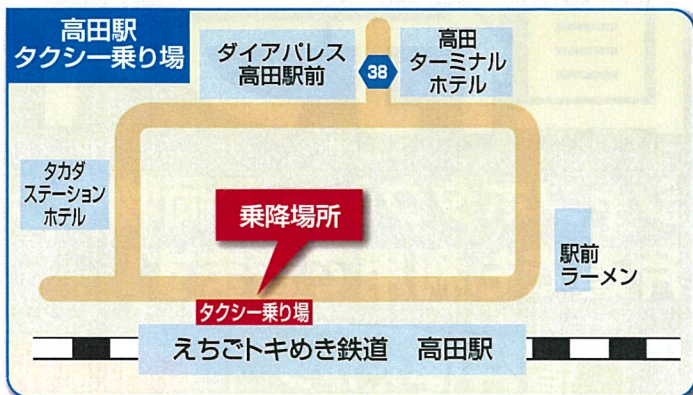 高田駅
タクシー乗り場
ダイアパレス
高田駅前
38
高田
ターミナル
ホテル
タカダ
ステーション
ホテル
乗降場所
駅前
ラーメン
タクシー乗り場
えちごトキめき鉄道 高田駅